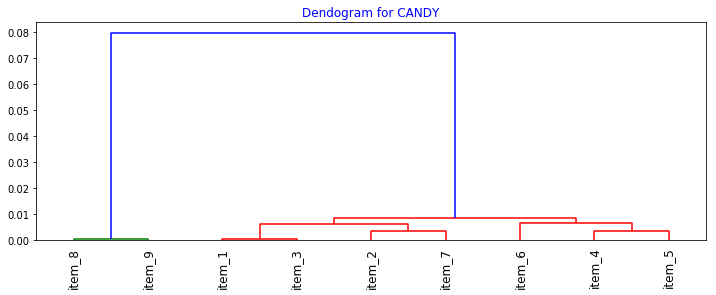 Dendogram for CANDY
0.08
0.07
0.06
0.05
0.04
0.03
0.02
0.01
0.00
item_8
item_9
item_1
item_3
item_2
item_7
item_6
item_4
item_5